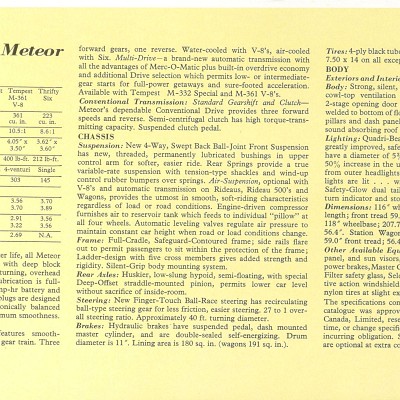 Meteor
Tempest Thrifty
M-361 Six
V-8
361 223
cu. in. cu. in.
10.5:1 8.6:1
4.05" x 3.62" x
3.50" 3.60"
400 lb-ft. 212 lb-ft.
4-venturi Single
303 145
3.56 3.70
3.70 3.89
2.91 3.56
3.22 3.56
2.69 N.A.
er life, all Meteor
with deep block
turning, overhead
ubrication is full-
mp-hr battery and
plugs are designed
onically balanced
mum smoothness.
features smooth-
gear train. Three
forward gears, one reverse. Water-cooled with V-8's, air-cooled
with Six. Multi-Drive—a brand-new automatic transmission with
all the advantages of Merc-O-Matic plus built-in overdrive economy
and additional Drive selection which permits low- or intermediate-
gear starts for full-power getaways and sure-footed acceleration.
Available with Tempest M-332 Special and M-361 V-8's.
Conventional Transmission: Standard Gearshift and Clutch—
Meteor's dependable Conventional Drive provides three forward
speeds and reverse. Semi-centrifugal clutch has high torque-trans-
mitting capacity. Suspended clutch pedal.
CHASSIS
Suspension: New 4-Way, Swept Back Ball-Joint Front Suspension
has new, threaded, permanently lubricated bushings in upper
control arm for softer, easier ride. Rear Springs provide a true
variable-rate suspension with tension-type shackles and wind-up
control rubber bumpers over springs. Air-Suspension, optional with
V-8's and automatic transmission on Rideaus, Rideau 500's and
Wagons, provides the utmost in smooth, soft-riding characteristics
regardless of load or road conditions. Engine-driven compressor
furnishes air to reservoir tank which feeds to individual "pillow" at
all four wheels. Automatic leveling valves regulate air pressure to
maintain constant car height when road or load conditions change.
Frame: Full-Cradle, Safeguard-Contoured frame; side rails flare
out to permit passengers to sit within the protection of the frame;
Ladder-design with five cross members gives added strength and
rigidity. Silent-Grip body mounting system.
Rear Axles: Huskier, low-slung hypoid, semi-floating, with special
Deep-Offset straddle-mounted pinion, permits lower car level
without sacrifice of inside-room.
Steering: New Finger-Touch Ball-Race steering has recirculating
ball-type steering gear for less friction, easier steering. 27 to 1 over-
all steering ratio. Approximately 40 ft. turning diameter.
Brakes: Hydraulic brakes have suspended pedal, dash mounted
master cylinder, and are double-sealed self-energizing. Drum
diameter is 11". Lining area is 180 sq. in. (wagons 191 sq. in.).
Tires: 4-ply black tube
7.50 x 14 on all excep
BODY
Exteriors and Interior
Body: Strong, silent,
cowl-top ventilation
2-stage opening door
welded to bottom of fl
pillars and dash panel
sound absorbing roof
Lighting: Quadri-Bea
greatly improved, safe
have a diameter of 5¾
50% increase in the u
from outer headlights
lights are lit . . . w
Safety-Glow dual tail
turn indicator and sto
Dimensions: 116" wh
length; front tread 59.
118" wheelbase; 207.7
56.4". Station Wagon
59.0" front tread; 56.4
Other Available Equi
panel, and sun visors,
power brakes, Master G
Filter safety glass, Sele
tive action windshield
nylon tires at slight ex
The specifications con
catalogue was approv
Canada, Limited, rese
time, or change specifi
incurring obligation. S
are optional at extra c